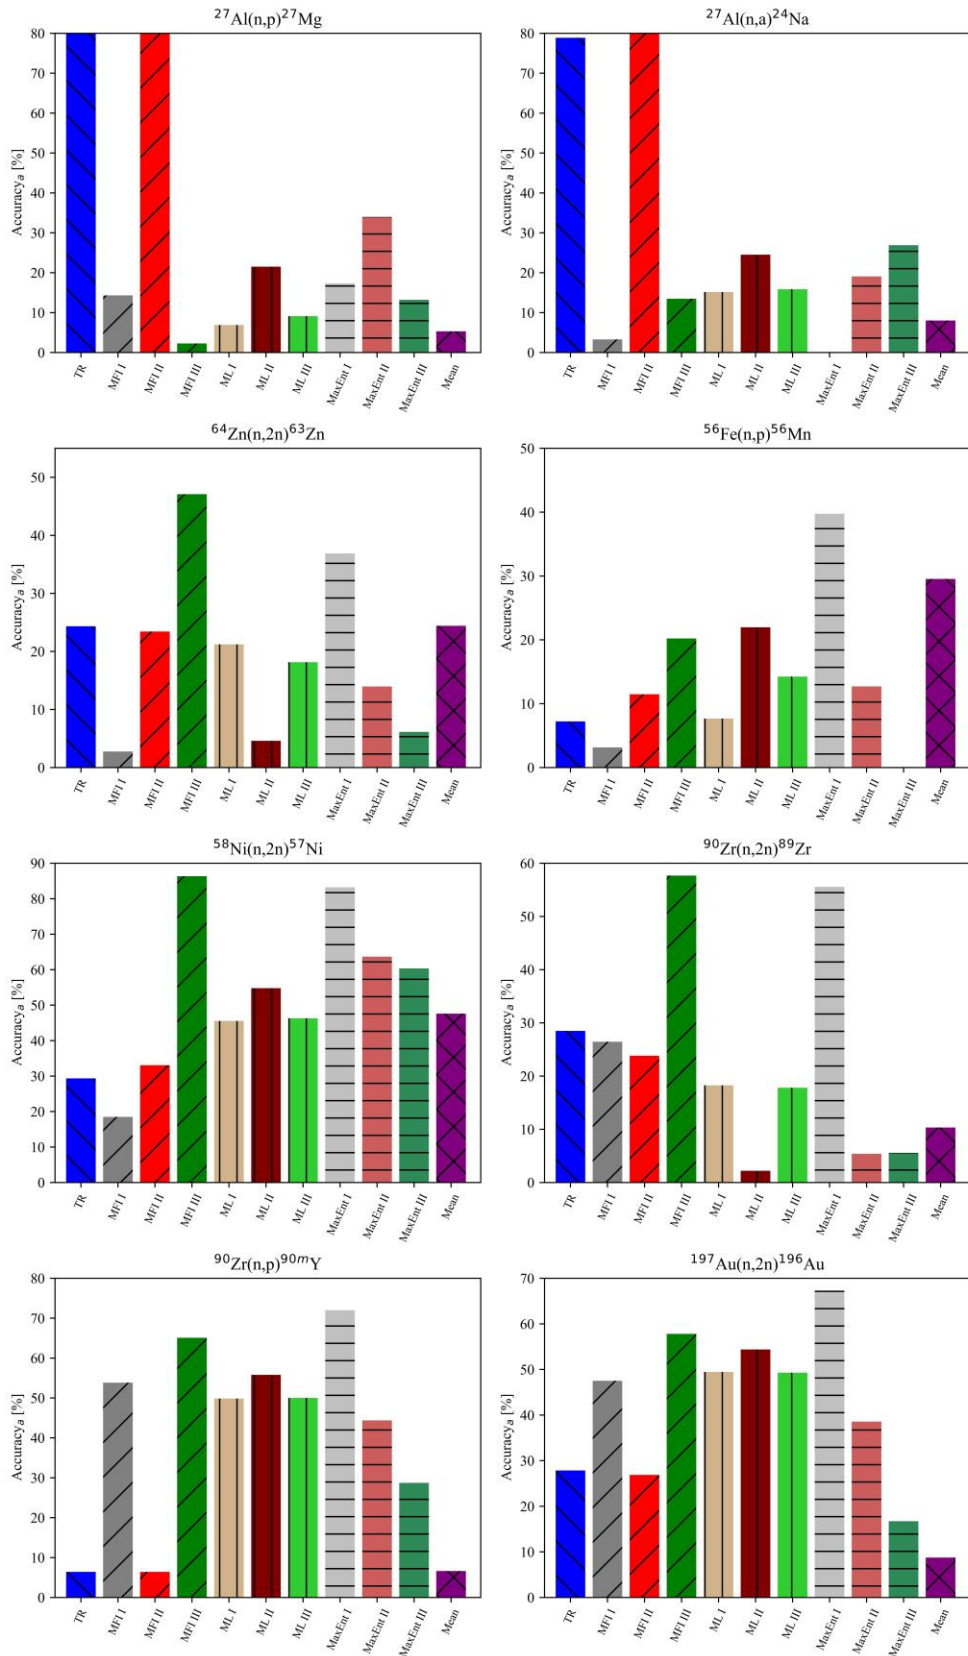 ²⁷Al(n,p)²⁷Mg
Accuracyₐ [%]
80
70
60
50
40
30
20
10
0
TR
MFI I
MFI II
MFI III
ML I
ML II
ML III
MaxEnt I
MaxEnt II
MaxEnt III
Mean
²⁷Al(n,a)²⁴Na
Accuracyₐ [%]
80
70
60
50
40
30
20
10
0
TR
MFI I
MFI II
MFI III
ML I
ML II
ML III
MaxEnt I
MaxEnt II
MaxEnt III
Mean
⁶⁴Zn(n,2n)⁶³Zn
Accuracyₐ [%]
50
40
30
20
10
0
TR
MFI I
MFI II
MFI III
ML I
ML II
ML III
MaxEnt I
MaxEnt II
MaxEnt III
Mean
⁵⁶Fe(n,p)⁵⁶Mn
Accuracyₐ [%]
50
40
30
20
10
0
TR
MFI I
MFI II
MFI III
ML I
ML II
ML III
MaxEnt I
MaxEnt II
MaxEnt III
Mean
⁵⁸Ni(n,2n)⁵⁷Ni
Accuracyₐ [%]
90
80
70
60
50
40
30
20
10
0
TR
MFI I
MFI II
MFI III
ML I
ML II
ML III
MaxEnt I
MaxEnt II
MaxEnt III
Mean
⁹⁰Zr(n,2n)⁸⁹Zr
Accuracyₐ [%]
60
50
40
30
20
10
0
TR
MFI I
MFI II
MFI III
ML I
ML II
ML III
MaxEnt I
MaxEnt II
MaxEnt III
Mean
⁹⁰Zr(n,p)⁹⁰ᵐY
Accuracyₐ [%]
80
70
60
50
40
30
20
10
0
TR
MFI I
MFI II
MFI III
ML I
ML II
ML III
MaxEnt I
MaxEnt II
MaxEnt III
Mean
¹⁹⁷Au(n,2n)¹⁹⁶Au
Accuracyₐ [%]
70
60
50
40
30
20
10
0
TR
MFI I
MFI II
MFI III
ML I
ML II
ML III
MaxEnt I
MaxEnt II
MaxEnt III
Mean